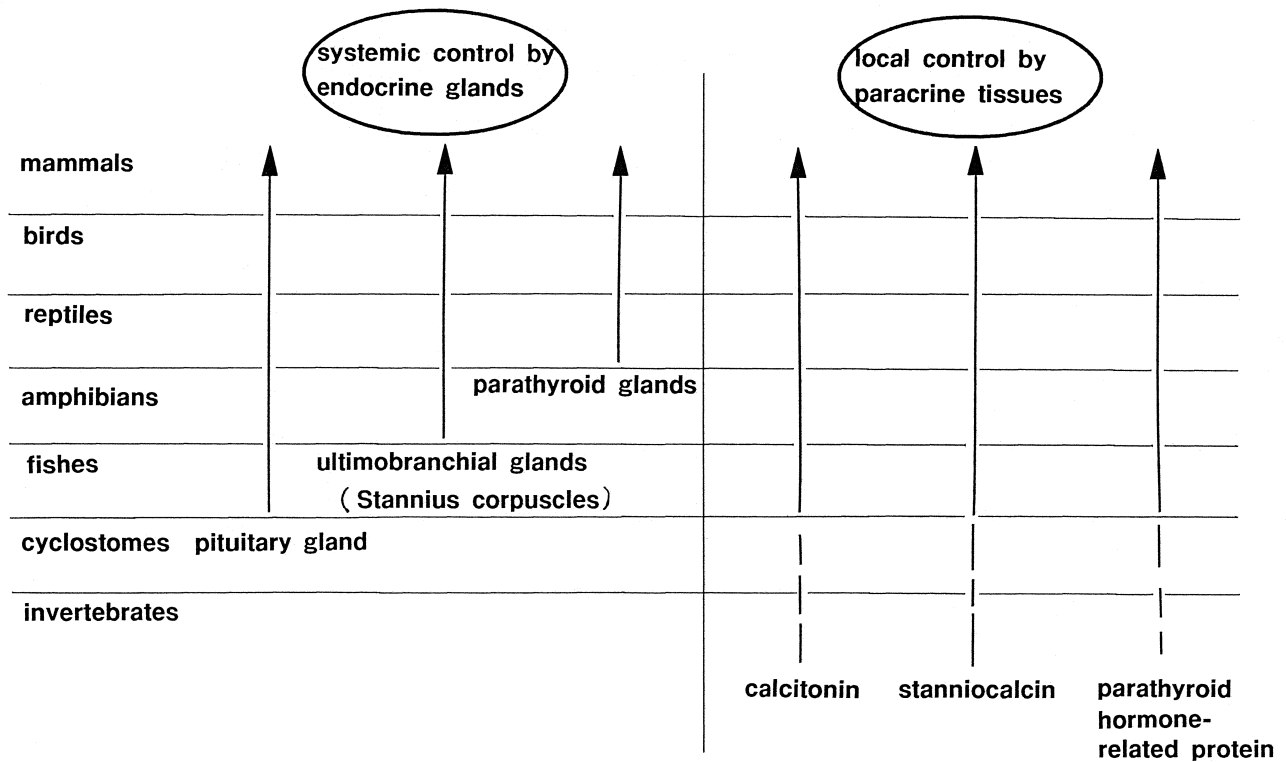 systemic control by
endocrine glands
local control by
paracrine tissues
mammals
birds
reptiles
parathyroid glands
amphibians
fishes
ultimobranchial glands
( Stannius corpuscles )
cyclostomes pituitary gland
invertebrates
calcitonin
stanniocalcin
parathyroid
hormone-
related protein